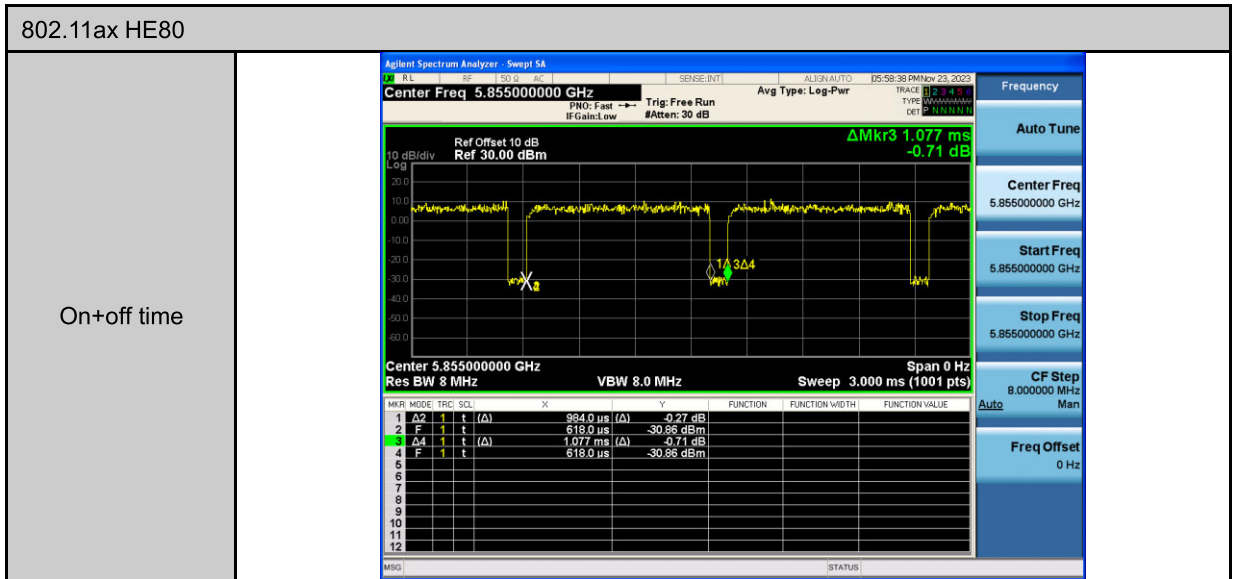 802.11ax HE80
On+off time
Agilent Spectrum Analyzer - Swept SA
RL RF 50 Ω AC SENSE:INT ALIGNAUTO 05:58:38 PM Nov 23, 2023
Center Freq 5.855000000 GHz
PNO: Fast
IFGain:Low
Trig: Free Run
#Atten: 30 dB
Avg Type: Log-Pwr
TRACE 1 2 3 4 5 6
TYPE
DET P N N N N N
ΔMkr3 1.077 ms
-0.71 dB
Ref Offset 10 dB
10 dB/div Ref 30.00 dBm
Log
20.0
10.0
0.00
-10.0
-20.0
-30.0
-40.0
-50.0
-60.0
1Δ 3Δ4
Center 5.855000000 GHz Span 0 Hz
Res BW 8 MHz VBW 8.0 MHz Sweep 3.000 ms (1001 pts)
MKR MODE TRC SCL X Y FUNCTION FUNCTION WIDTH FUNCTION VALUE
1 Δ2 1 t (Δ) 984.0 µs (Δ) -0.27 dB
2 F 1 t 618.0 µs -30.86 dBm
3 Δ4 1 t (Δ) 1.077 ms (Δ) -0.71 dB
4 F 1 t 618.0 µs -30.86 dBm
5
6
7
8
9
10
11
12
MSG STATUS
Frequency
Auto Tune
Center Freq
5.855000000 GHz
Start Freq
5.855000000 GHz
Stop Freq
5.855000000 GHz
CF Step
8.000000 MHz
Auto Man
Freq Offset
0 Hz